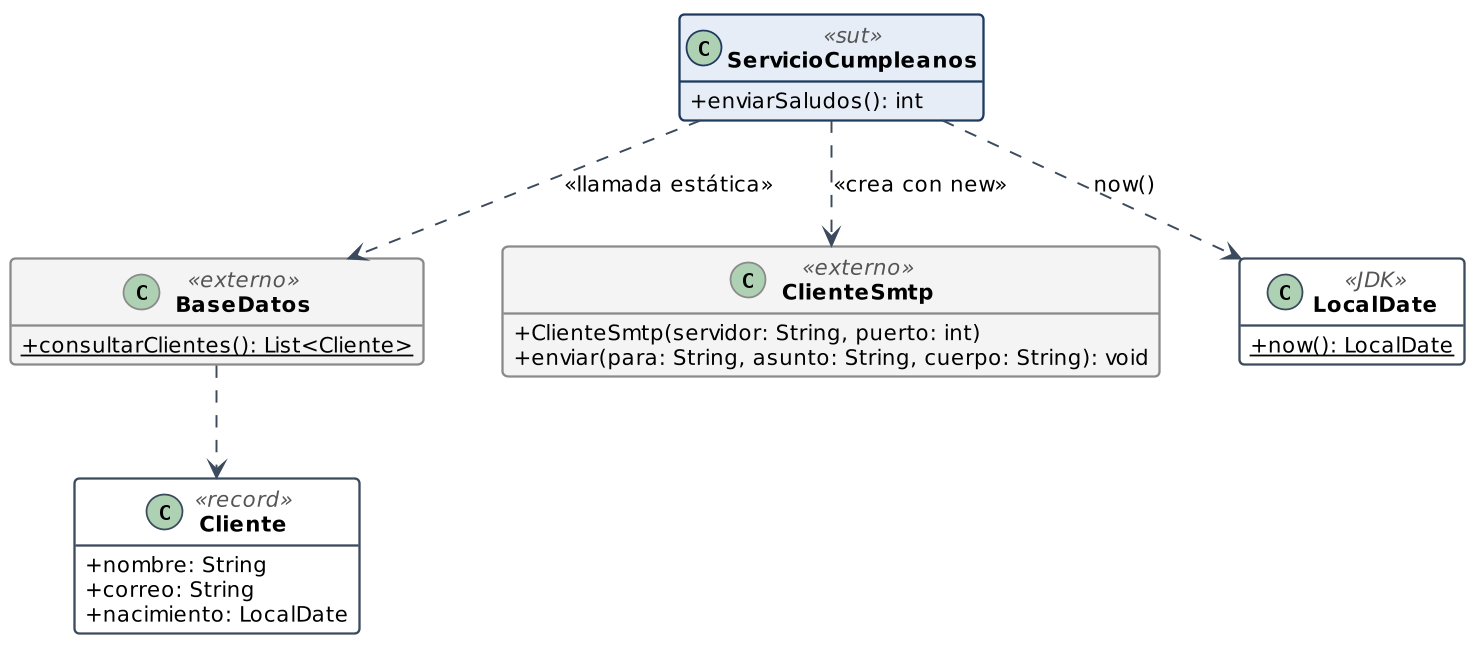 «sut»
C ServicioCumpleanos
+enviarSaludos(): int
«llamada estática»
«crea con new»
now()
«externo»
C BaseDatos
+consultarClientes(): List<Cliente>
«externo»
C ClienteSmtp
+ClienteSmtp(servidor: String, puerto: int)
+enviar(para: String, asunto: String, cuerpo: String): void
«JDK»
C LocalDate
+now(): LocalDate
«record»
C Cliente
+nombre: String
+correo: String
+nacimiento: LocalDate